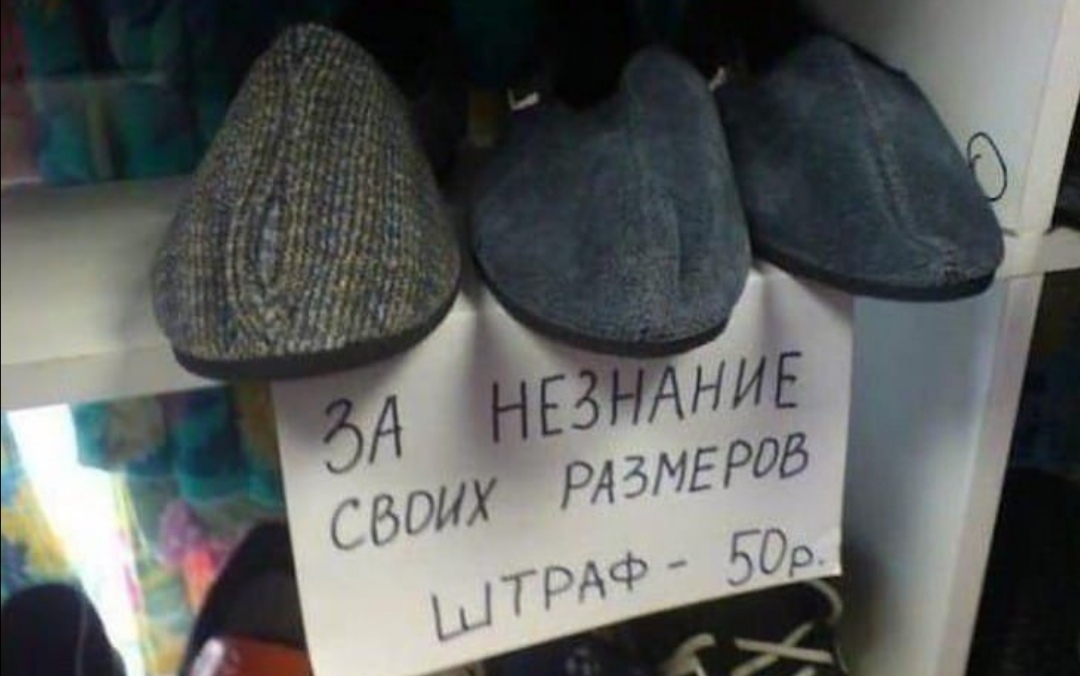 ЗА НЕЗНАНИЕ
СВОИХ РАЗМЕРОВ
ШТРАФ - 50р.